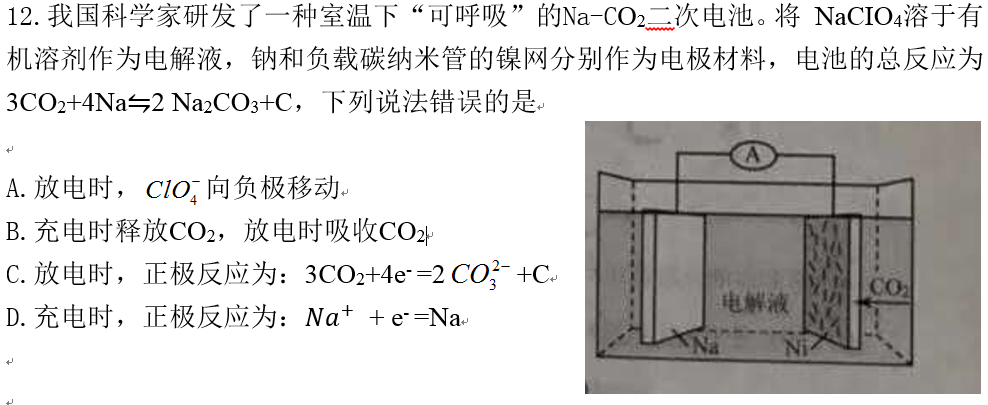 12.我国科学家研发了一种室温下“可呼吸”的Na-CO₂二次电池。将 NaCIO₄溶于有
机溶剂作为电解液，钠和负载碳纳米管的镍网分别作为电极材料，电池的总反应为
3CO₂+4Na⇋2 Na₂CO₃+C，下列说法错误的是
A.放电时，ClO₄⁻向负极移动
B.充电时释放CO₂，放电时吸收CO₂
C.放电时，正极反应为：3CO₂+4e⁻=2CO₃²⁻+C
D.充电时，正极反应为：Na⁺ + e⁻=Na
A
CO₂
电解液
Na
Ni